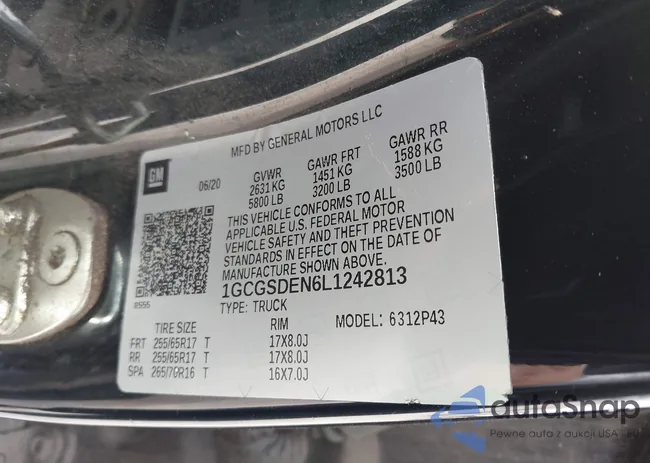 MFD BY GENERAL MOTORS LLC
GM
06/20
GVWR GAWR FRT GAWR RR
2631 KG 1451 KG 1588 KG
5800 LB 3200 LB 3500 LB
THIS VEHICLE CONFORMS TO ALL
APPLICABLE U.S. FEDERAL MOTOR
VEHICLE SAFETY AND THEFT PREVENTION
STANDARDS IN EFFECT ON THE DATE OF
MANUFACTURE SHOWN ABOVE.
1GCGSDEN6L1242813
TYPE: TRUCK
MODEL: 6312P43
TIRE SIZE RIM
FRT 255/65R17 T 17X8.0J
RR 255/65R17 T 17X8.0J
SPA 265/70R16 T 16X7.0J
autoSnap
Pewne auto z aukcji USA